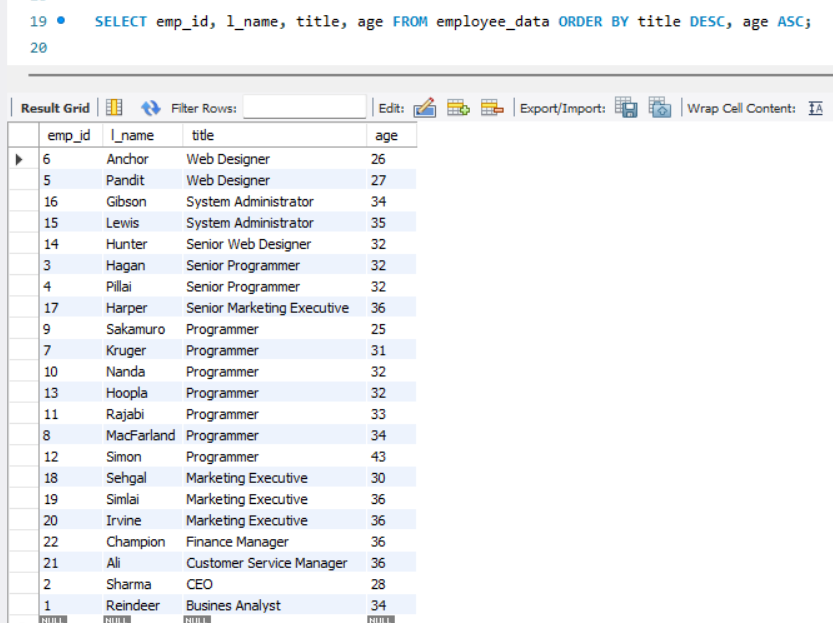 19 SELECT emp_id, l_name, title, age FROM employee_data ORDER BY title DESC, age ASC;
20
Result Grid Filter Rows: Edit: Export/Import: Wrap Cell Content: IA
emp_id l_name title age
6 Anchor Web Designer 26
5 Pandit Web Designer 27
16 Gibson System Administrator 34
15 Lewis System Administrator 35
14 Hunter Senior Web Designer 32
3 Hagan Senior Programmer 32
4 Pillai Senior Programmer 32
17 Harper Senior Marketing Executive 36
9 Sakamuro Programmer 25
7 Kruger Programmer 31
10 Nanda Programmer 32
13 Hoopla Programmer 32
11 Rajabi Programmer 33
8 MacFarland Programmer 34
12 Simon Programmer 43
18 Sehgal Marketing Executive 30
19 Simlai Marketing Executive 36
20 Irvine Marketing Executive 36
22 Champion Finance Manager 36
21 Ali Customer Service Manager 36
2 Sharma CEO 28
1 Reindeer Busines Analyst 34
NULL NULL NULL NULL